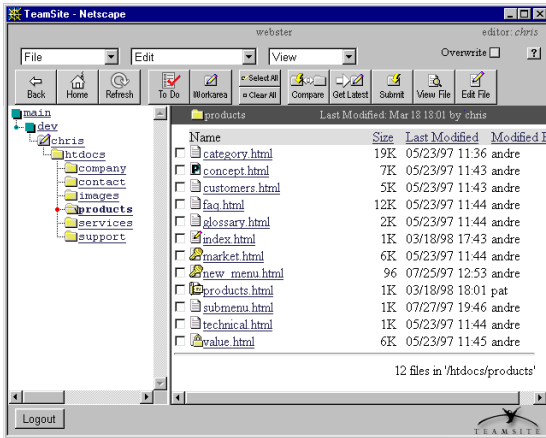 TeamSite - Netscape
webster
editor: chris
File
Edit
View
Overwrite
?
Back
Home
Refresh
To Do
Workarea
Select All
Clear All
Compare
Get Latest
Submit
View File
Edit File
main
dev
chris
htdocs
company
contact
images
products
services
support
products Last Modified: Mar 18 18:01 by chris
Name Size Last Modified Modified
category.html 19K 05/23/97 11:36 andre
concept.html 7K 05/23/97 11:43 andre
customers.html 5K 05/23/97 11:43 andre
faq.html 12K 05/23/97 11:44 andre
glossary.html 2K 05/23/97 11:44 andre
index.html 1K 03/18/98 17:43 andre
market.html 6K 05/23/97 11:44 andre
new_menu.html 96 07/25/97 12:53 andre
products.html 1K 03/18/98 18:01 pat
submenu.html 1K 07/27/97 19:46 andre
technical.html 1K 05/23/97 11:44 andre
value.html 6K 05/23/97 11:45 andre
12 files in '/htdocs/products'
Logout
TEAMSITE